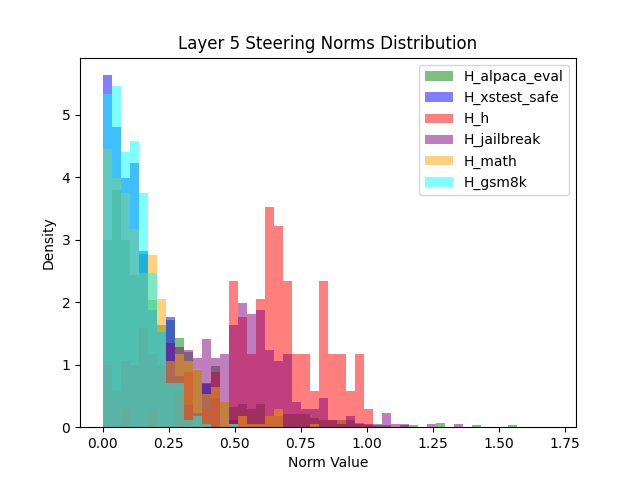 Layer 5 Steering Norms Distribution
H_alpaca_eval
H_xstest_safe
H_h
H_jailbreak
H_math
H_gsm8k
Density
5
4
3
2
1
0
0.00 0.25 0.50 0.75 1.00 1.25 1.50 1.75
Norm Value